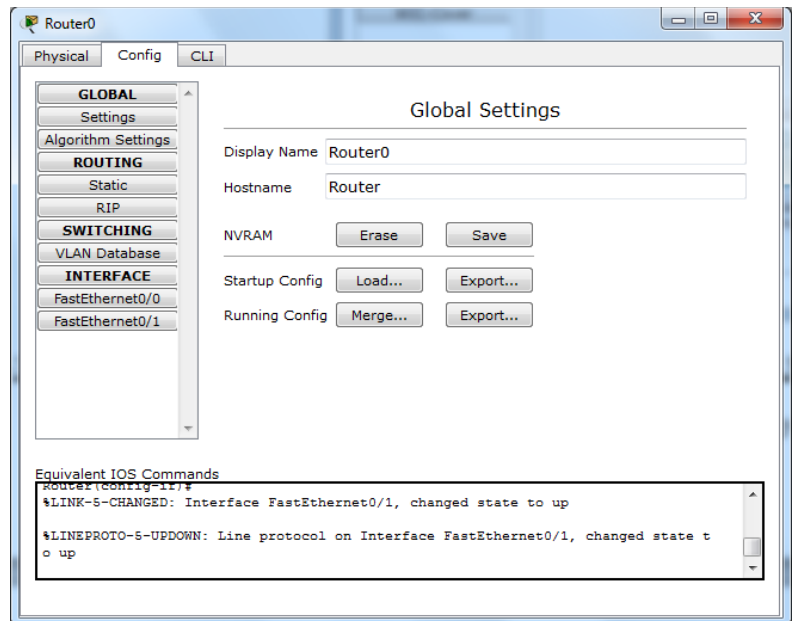 Router0
Physical Config CLI
GLOBAL
Settings
Algorithm Settings
ROUTING
Static
RIP
SWITCHING
VLAN Database
INTERFACE
FastEthernet0/0
FastEthernet0/1
Global Settings
Display Name Router0
Hostname Router
NVRAM Erase Save
Startup Config Load... Export...
Running Config Merge... Export...
Equivalent IOS Commands
Router(config-if)#
%LINK-5-CHANGED: Interface FastEthernet0/1, changed state to up
%LINEPROTO-5-UPDOWN: Line protocol on Interface FastEthernet0/1, changed state t
o up